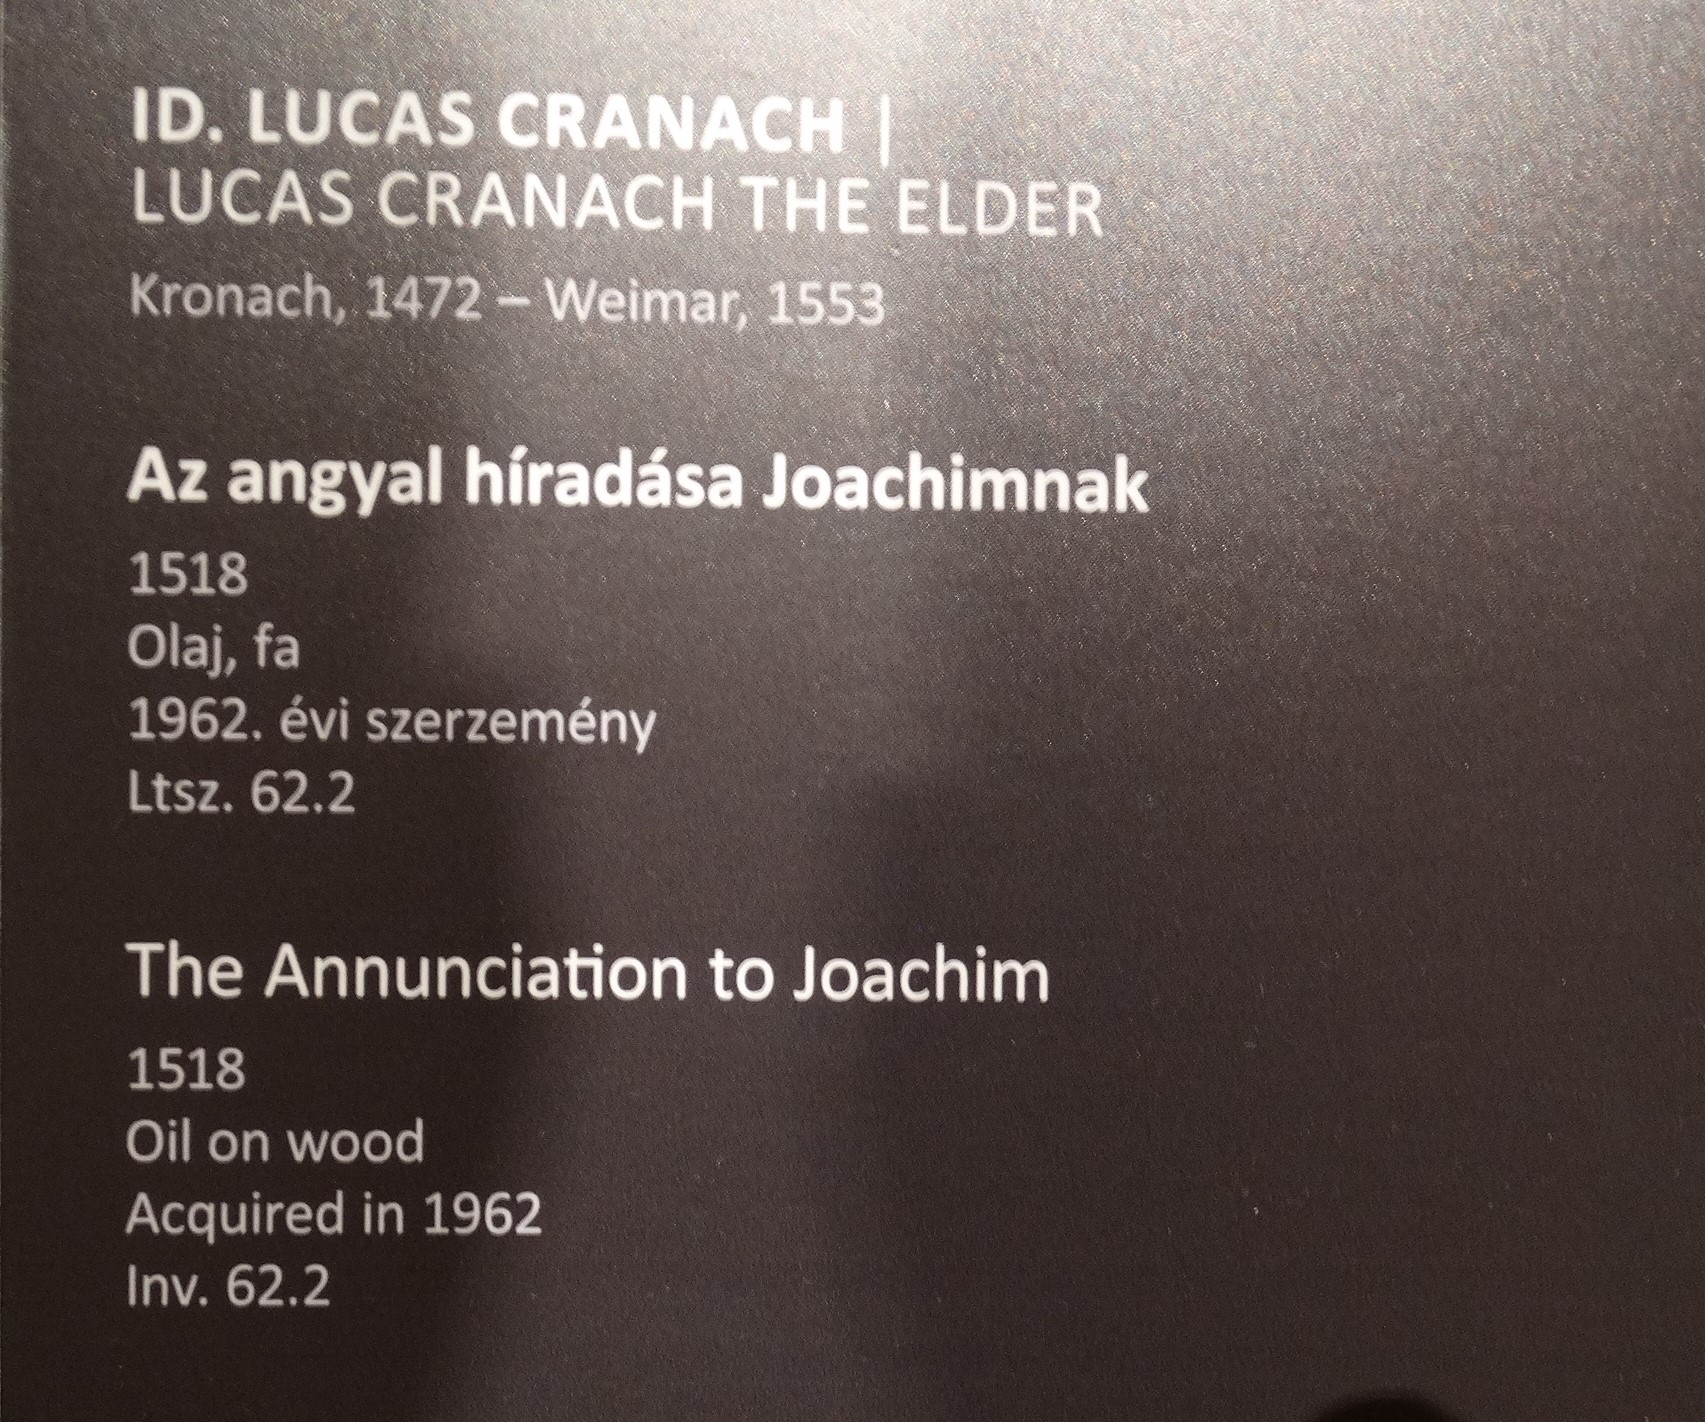 ID. LUCAS CRANACH |
LUCAS CRANACH THE ELDER
Kronach, 1472 – Weimar, 1553
Az angyal híradása Joachimnak
1518
Olaj, fa
1962. évi szerzemény
Ltsz. 62.2
The Annunciation to Joachim
1518
Oil on wood
Acquired in 1962
Inv. 62.2